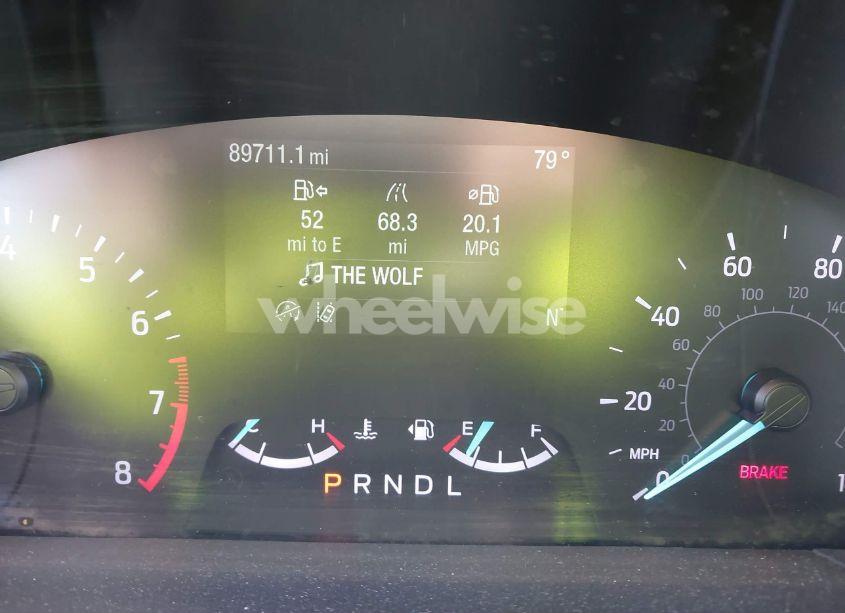 89711.1 mi 79°
52 68.3 20.1
mi to E mi MPG
THE WOLF
wheelwise
N
4 5 6 7 8
C H E F
P R N D L
0 20 40 60 80
MPH
0 20 40 60 80 100 120 140
BRAKE